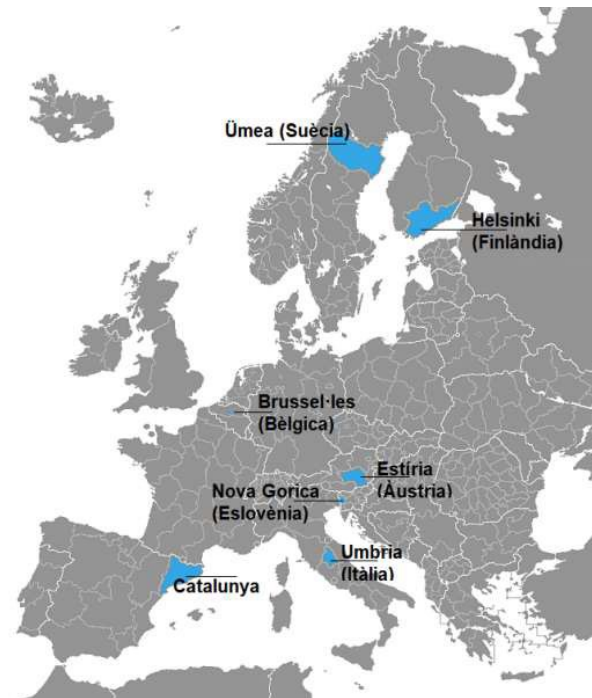 Ümea (Suècia)
Helsinki
(Finlàndia)
Brussel·les
(Bèlgica)
Estíria
(Àustria)
Nova Gorica
(Eslovènia)
Umbria
(Itàlia)
Catalunya